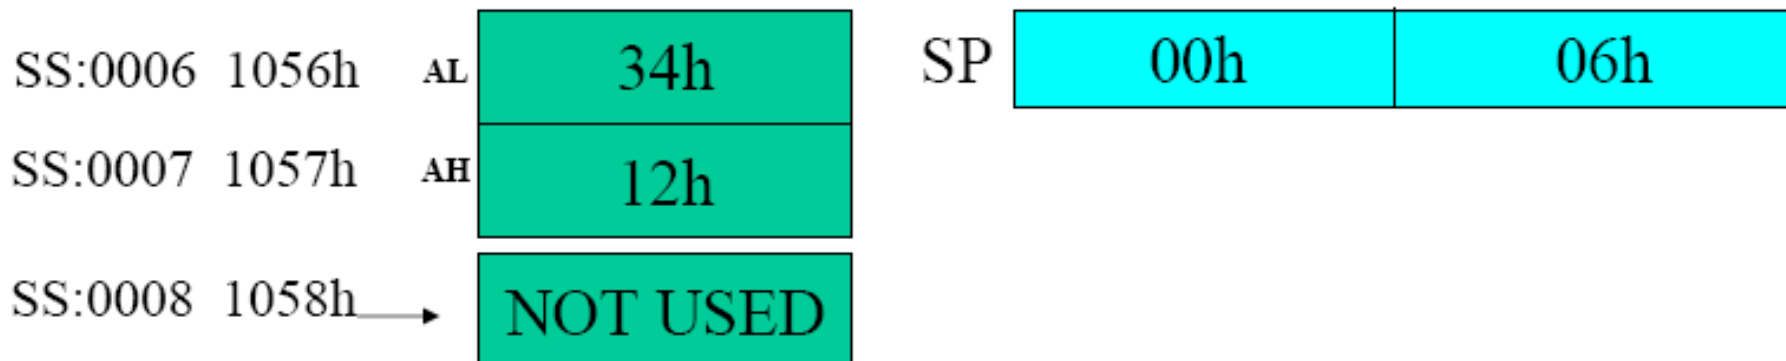 SS:0006 1056h AL 34h SP 00h 06h
SS:0007 1057h AH 12h
SS:0008 1058h NOT USED